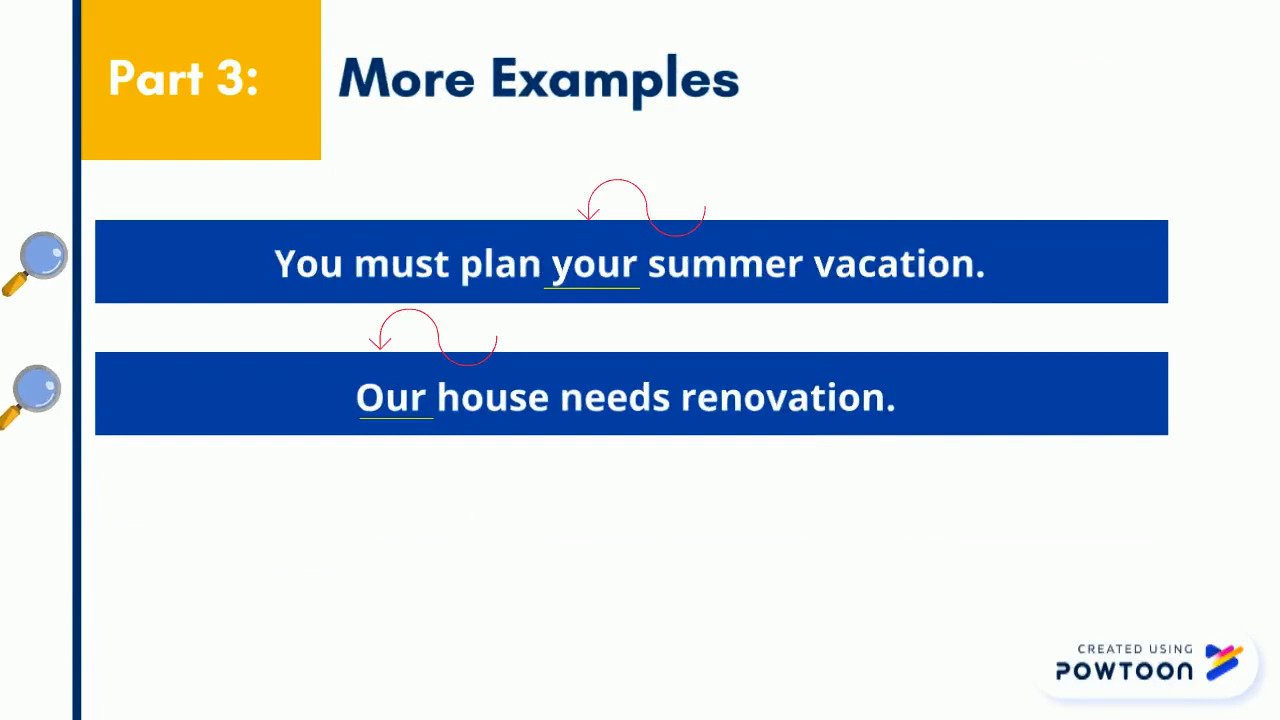 Part 3:
More Examples
You must plan your summer vacation.
Our house needs renovation.
CREATED USING
POWTOON